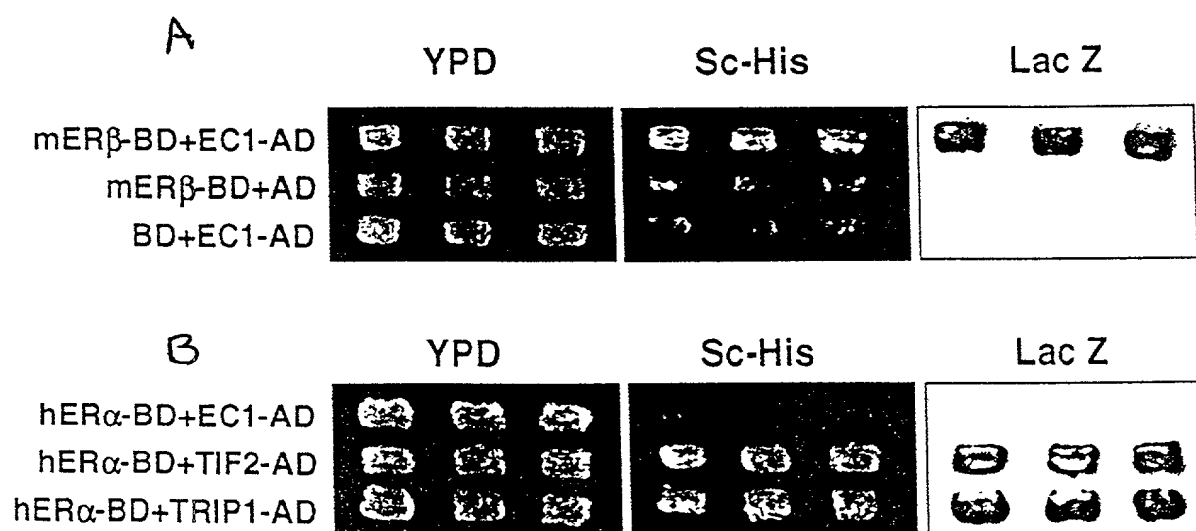 A
YPD Sc-His Lac Z
mERβ-BD+EC1-AD
mERβ-BD+AD
BD+EC1-AD
B
YPD Sc-His Lac Z
hERα-BD+EC1-AD
hERα-BD+TIF2-AD
hERα-BD+TRIP1-AD